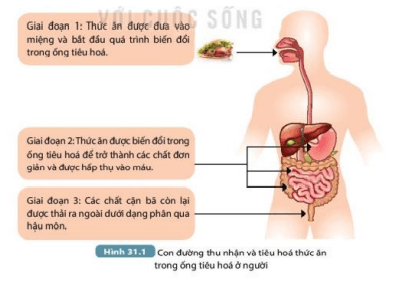 VỚI CUỘC SỐNG
Giai đoạn 1: Thức ăn được đưa vào
miệng và bắt đầu quá trình biến đổi
trong ống tiêu hoá.
Giai đoạn 2: Thức ăn được biến đổi trong
ống tiêu hoá để trở thành các chất đơn
giản và được hấp thụ vào máu.
Giai đoạn 3: Các chất cặn bã còn lại
được thải ra ngoài dưới dạng phân qua
hậu môn.
Hình 31.1 Con đường thu nhận và tiêu hoá thức ăn
trong ống tiêu hoá ở người